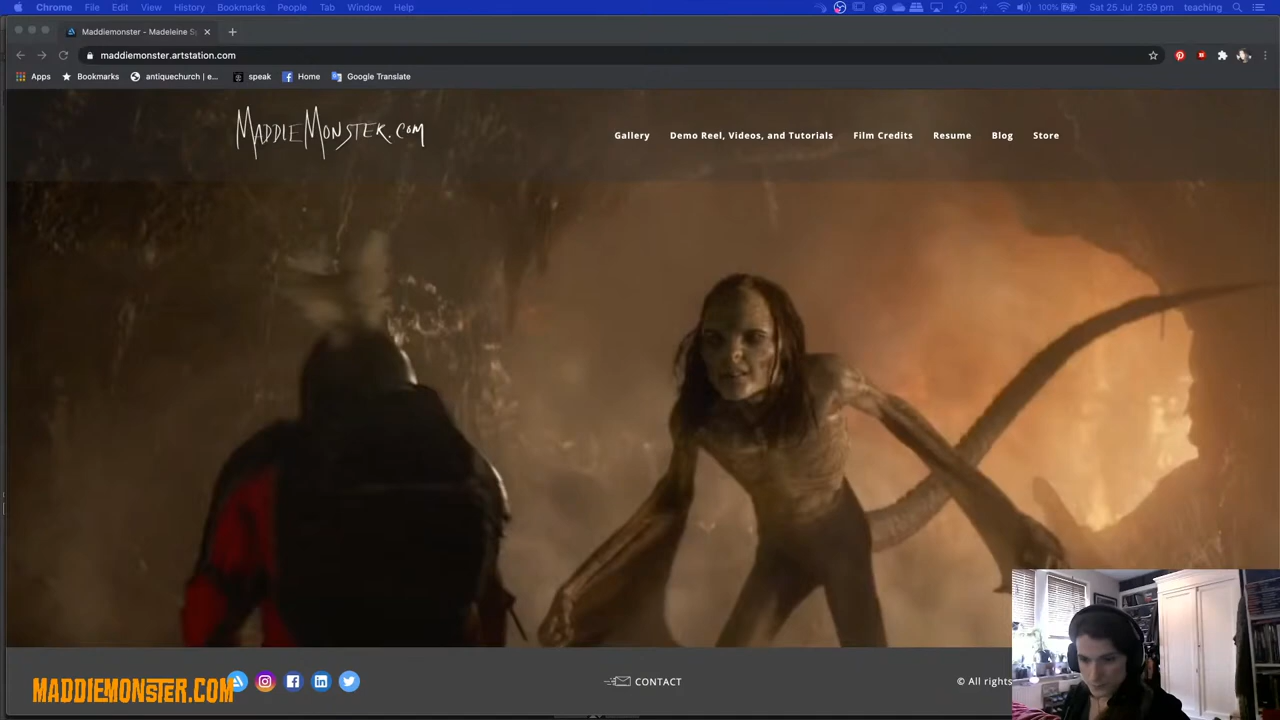 Chrome File Edit View History Bookmarks People Tab Window Help 100% Sat 25 Jul 2:59 pm teaching
Maddiemonster - Madeleine S
maddiemonster.artstation.com
Apps Bookmarks antiquechurch | e... speak Home Google Translate
MADDIEMONSTER.COM
Gallery Demo Reel, Videos, and Tutorials Film Credits Resume Blog Store
MADDIEMONSTER.COM
CONTACT
© All rights